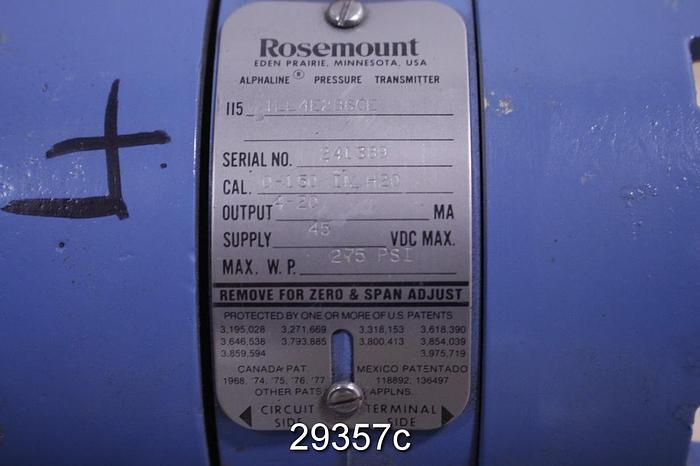 Rosemount
EDEN PRAIRIE, MINNESOTA, USA
ALPHALINE® PRESSURE TRANSMITTER
115
SERIAL NO. 241389
CAL. 0-150 IN H2O
OUTPUT 4-20 MA
SUPPLY 45 VDC MAX.
MAX. W. P. 275 PSI
REMOVE FOR ZERO & SPAN ADJUST
PROTECTED BY ONE OR MORE OF U.S. PATENTS
3,195,028 3,271,669 3,318,153 3,618,390
3,646,538 3,793,885 3,800,413 3,854,039
3,859,594 3,975,719
CANADA PAT. MEXICO PATENTADO
1968, '74, '75, '76, '77 118892, 136497
OTHER PATS. APPLNS.
CIRCUIT TERMINAL
SIDE SIDE
29357c